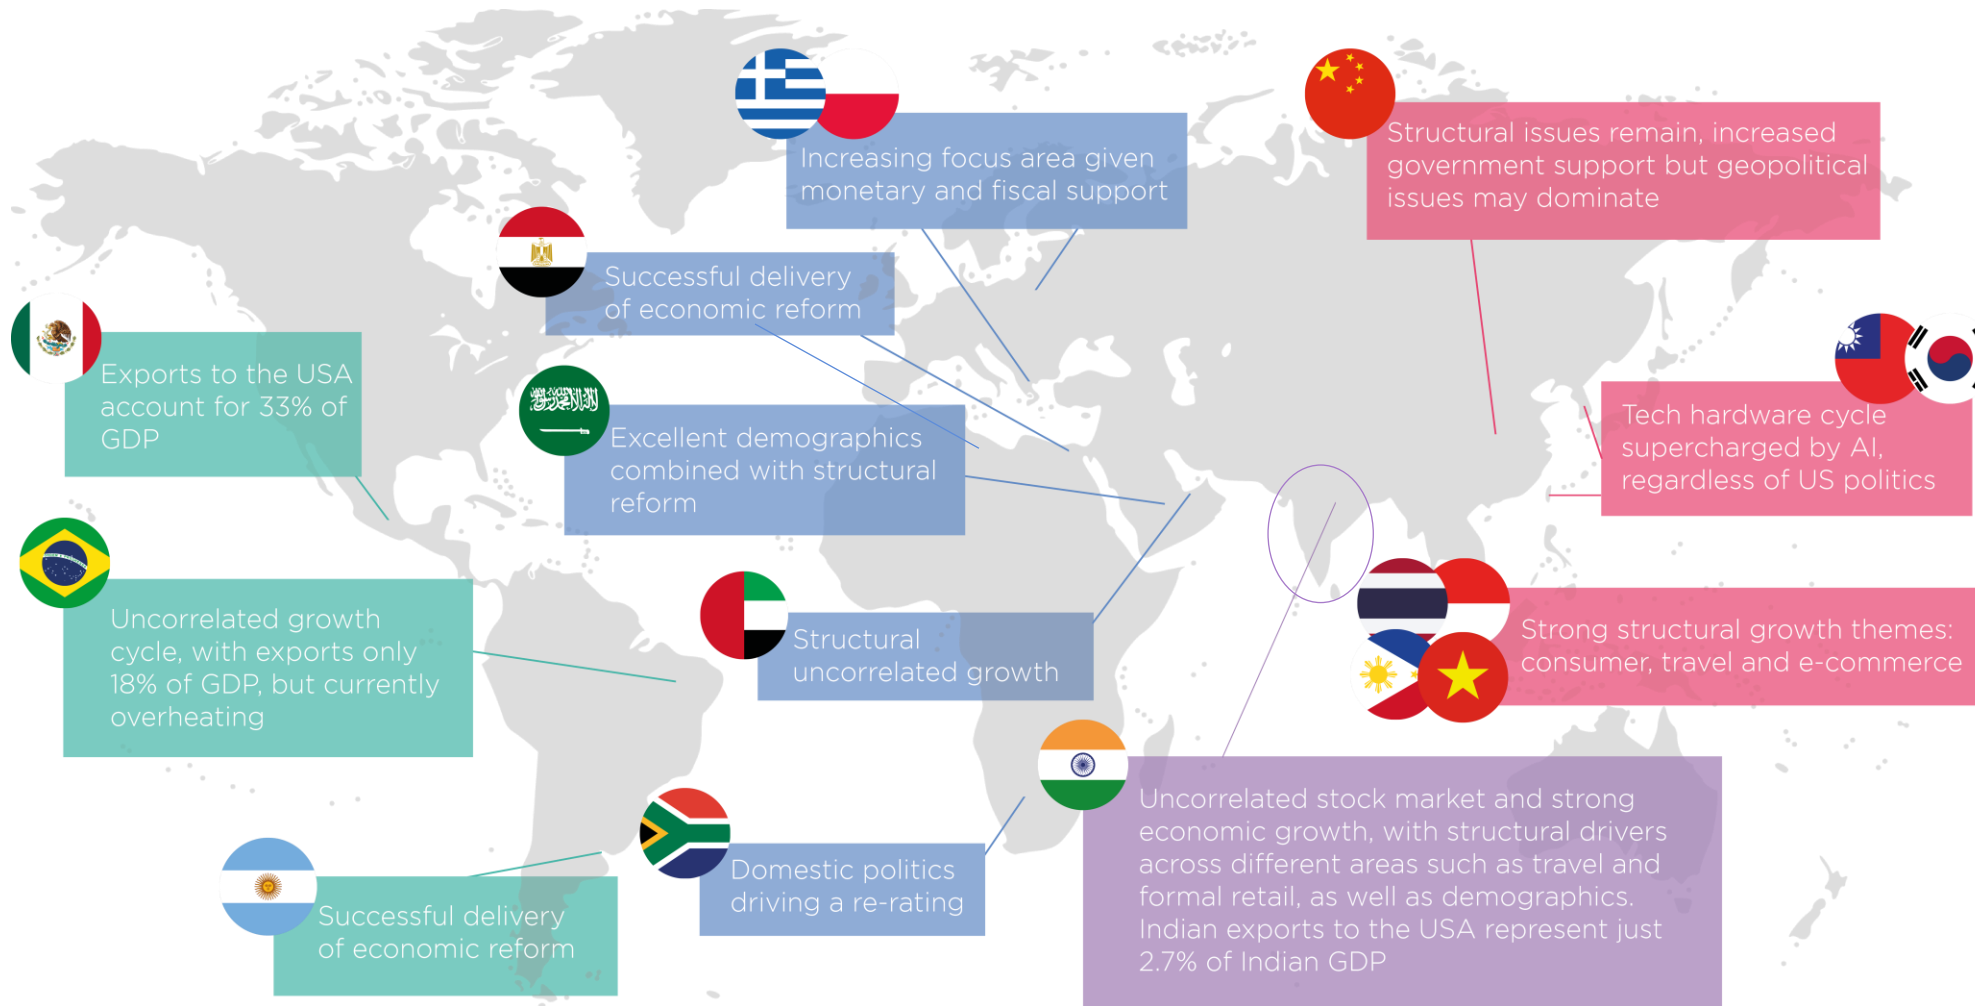 Increasing focus area given
monetary and fiscal support
Structural issues remain, increased
government support but geopolitical
issues may dominate
Successful delivery
of economic reform
Exports to the USA
account for 33% of
GDP
Excellent demographics
combined with structural
reform
Tech hardware cycle
supercharged by AI,
regardless of US politics
Uncorrelated growth
cycle, with exports only
18% of GDP, but currently
overheating
Structural
uncorrelated growth
Strong structural growth themes:
consumer, travel and e-commerce
Domestic politics
driving a re-rating
Uncorrelated stock market and strong
economic growth, with structural drivers
across different areas such as travel and
formal retail, as well as demographics.
Indian exports to the USA represent just
2.7% of Indian GDP
Successful delivery
of economic reform